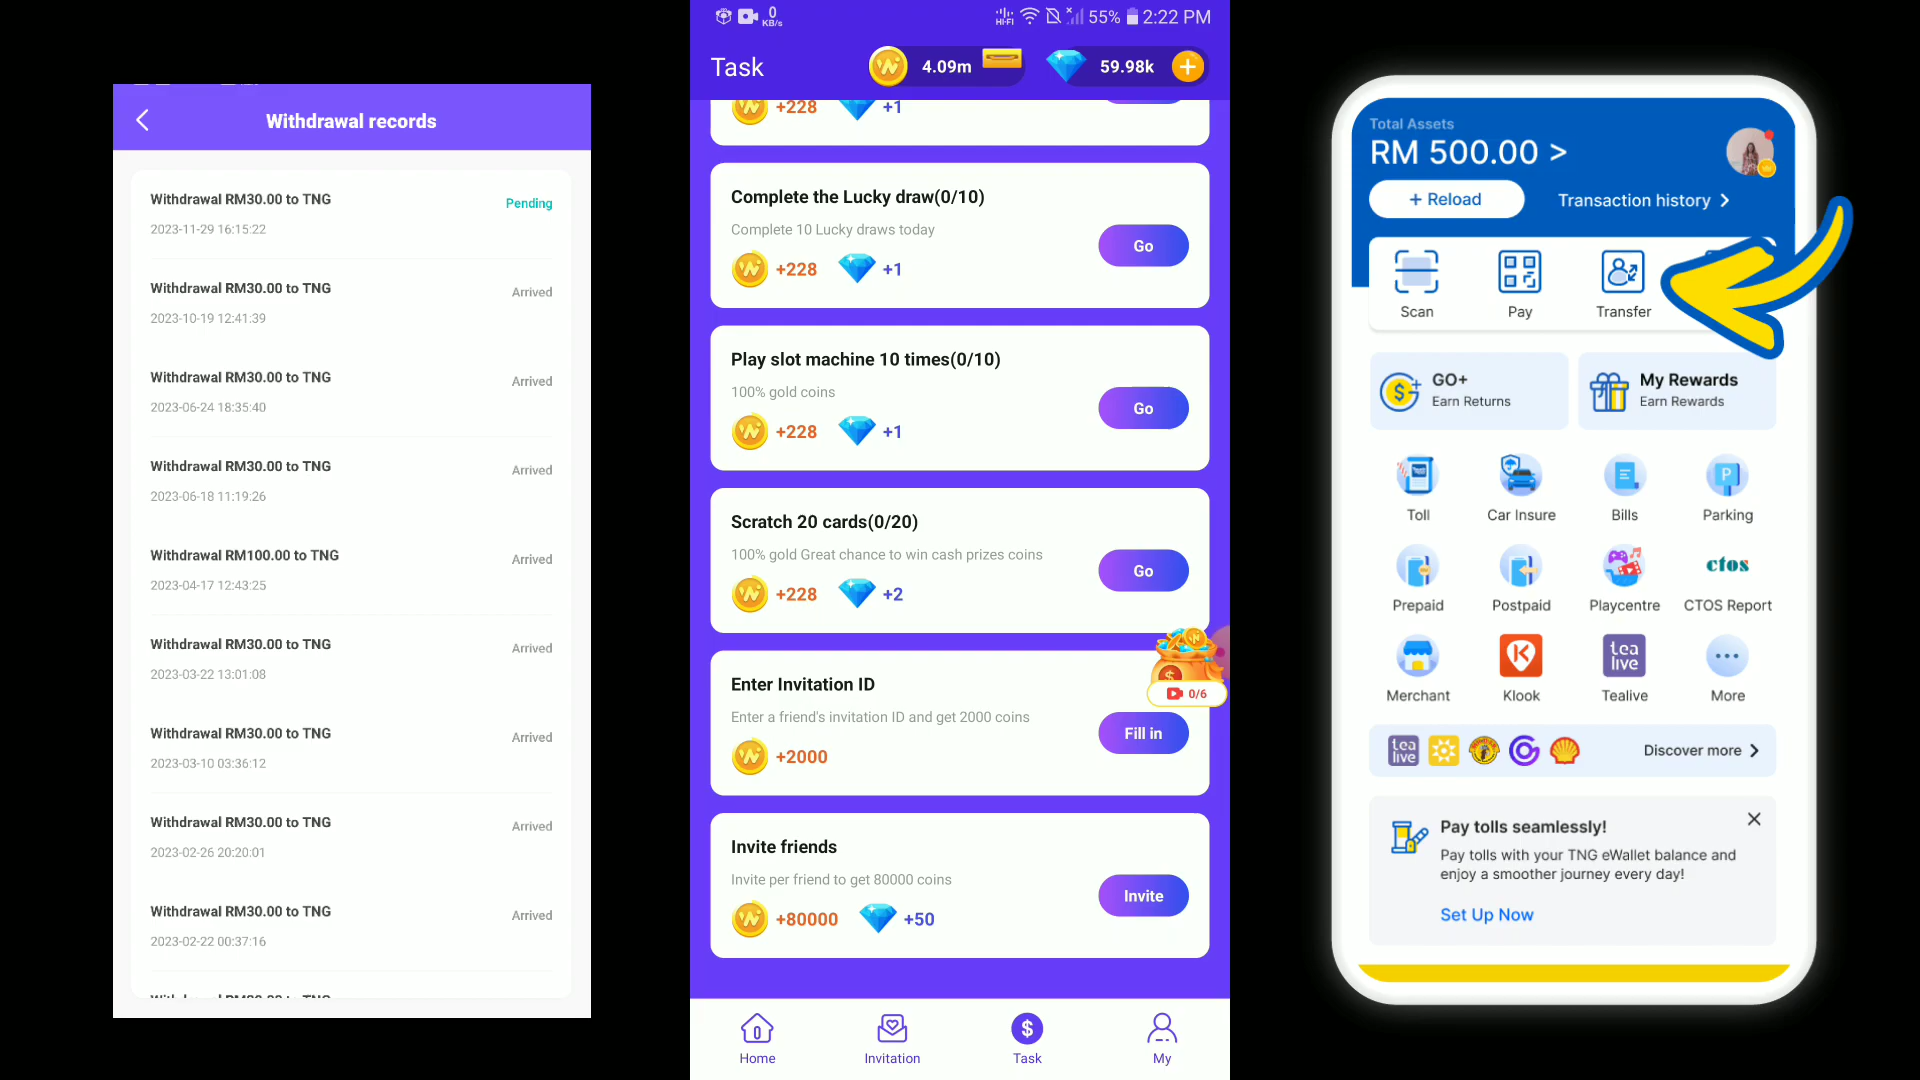 Withdrawal records
Withdrawal RM30.00 to TNG
Pending
2023-11-29 16:15:22
Withdrawal RM30.00 to TNG
Arrived
2023-10-19 12:41:39
Withdrawal RM30.00 to TNG
Arrived
2023-06-24 18:35:40
Withdrawal RM30.00 to TNG
Arrived
2023-06-18 11:19:26
Withdrawal RM100.00 to TNG
Arrived
2023-04-17 12:43:25
Withdrawal RM30.00 to TNG
Arrived
2023-03-22 13:01:08
Withdrawal RM30.00 to TNG
Arrived
2023-03-10 03:36:12
Withdrawal RM30.00 to TNG
Arrived
2023-02-26 20:20:01
Withdrawal RM30.00 to TNG
Arrived
2023-02-22 00:37:16
0 KB/s
HI-FI
55%
2:22 PM
Task
4.09m
59.98k
+228 +1
Complete the Lucky draw(0/10)
Complete 10 Lucky draws today
+228 +1
Go
Play slot machine 10 times(0/10)
100% gold coins
+228 +1
Go
Scratch 20 cards(0/20)
100% gold Great chance to win cash prizes coins
+228 +2
Go
0/6
Enter Invitation ID
Enter a friend's invitation ID and get 2000 coins
+2000
Fill in
Invite friends
Invite per friend to get 80000 coins
+80000 +50
Invite
Home
Invitation
Task
My
Total Assets
RM 500.00 >
+ Reload
Transaction history >
Scan
Pay
Transfer
GO+
Earn Returns
My Rewards
Earn Rewards
Toll
Car Insure
Bills
Parking
Prepaid
Postpaid
Playcentre
ctos
CTOS Report
Merchant
Klook
tea
live
Tealive
More
tea
live
Discover more >
Pay tolls seamlessly!
Pay tolls with your TNG eWallet balance and
enjoy a smoother journey every day!
Set Up Now